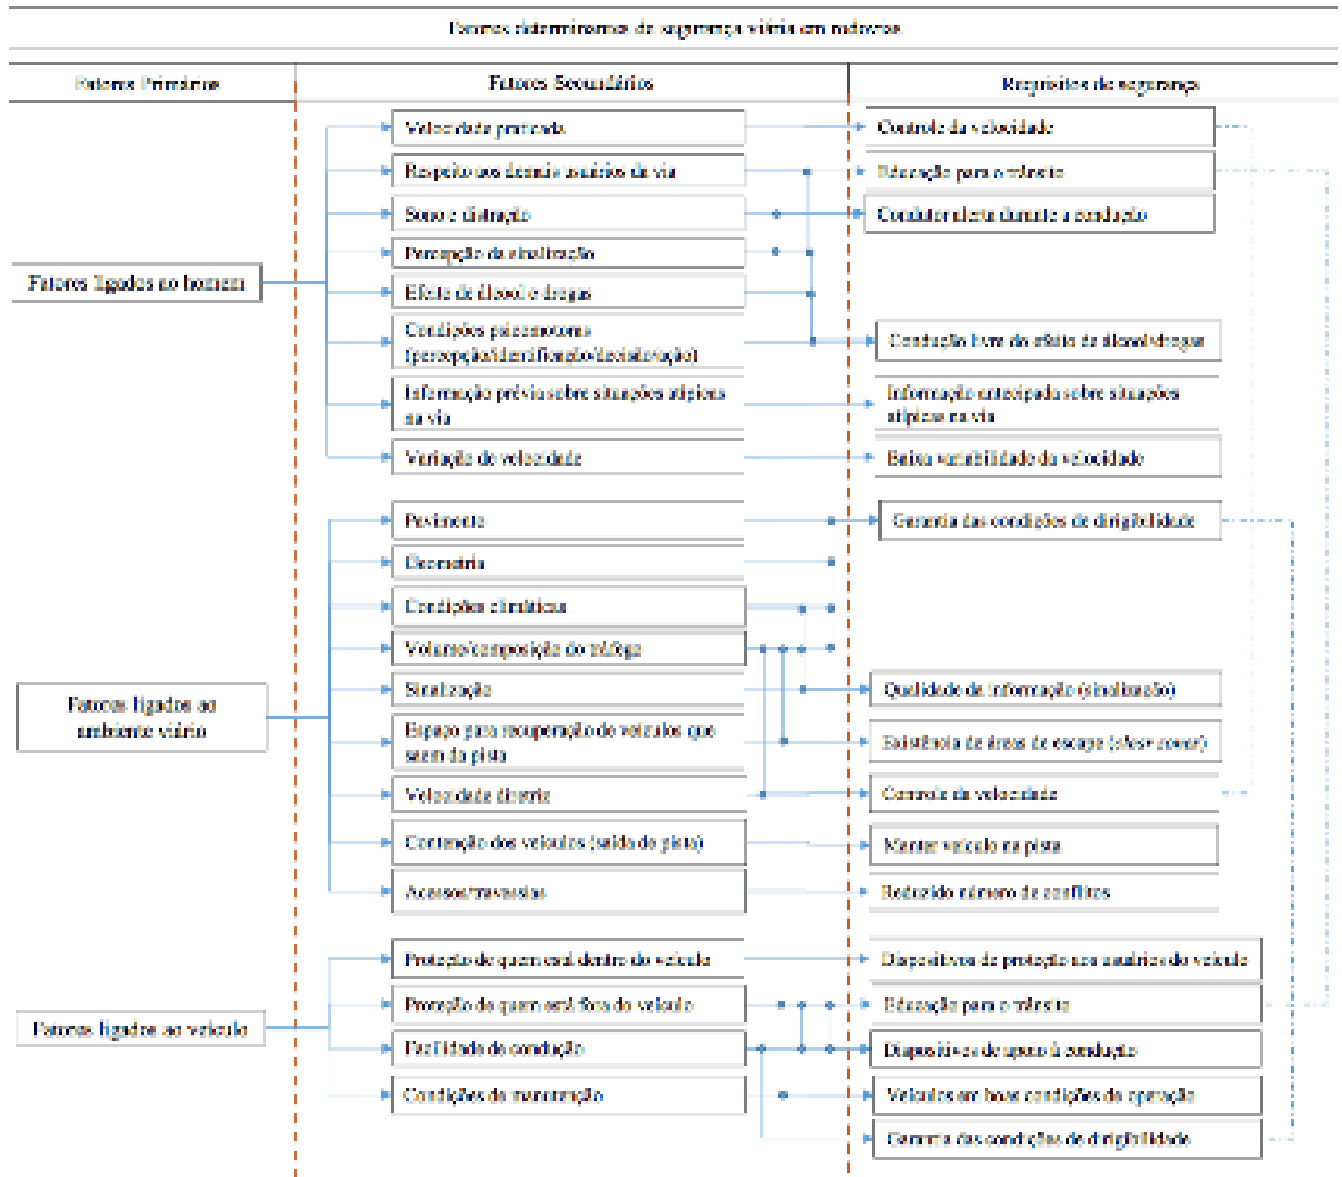 Fatores determinantes de segurança viária em rodovias
Fatores Primários
Fatores Secundários
Requisitos de segurança
Fatores ligados ao homem
Velocidade praticada
Respeito aos demais usuários da via
Sono e distração
Percepção da sinalização
Efeito de álcool e drogas
Condições psicomotoras
(percepção/identificação/decisão/ação)
Informação prévia sobre situações atípicas
na via
Variação de velocidade
Controle da velocidade
Educação para o trânsito
Condutor alerta durante a condução
Condução livre do efeito de álcool/drogas
Informação antecipada sobre situações
atípicas na via
Baixa variabilidade da velocidade
Fatores ligados ao
ambiente viário
Pavimento
Geometria
Condições climáticas
Volume/composição do tráfego
Sinalização
Espaço para recuperação de veículos que
saem da pista
Velocidade diretriz
Contenção dos veículos (saída de pista)
Acessos/travessias
Garantia das condições de dirigibilidade
Qualidade da informação (sinalização)
Existência de áreas de escape (clear zones)
Controle da velocidade
Manter veículo na pista
Reduzido número de conflitos
Fatores ligados ao veículo
Proteção de quem está dentro do veículo
Proteção de quem está fora do veículo
Facilidade de condução
Condições de manutenção
Dispositivos de proteção aos usuários do veículo
Educação para o trânsito
Dispositivos de apoio à condução
Veículos em boas condições de operação
Garantia das condições de dirigibilidade